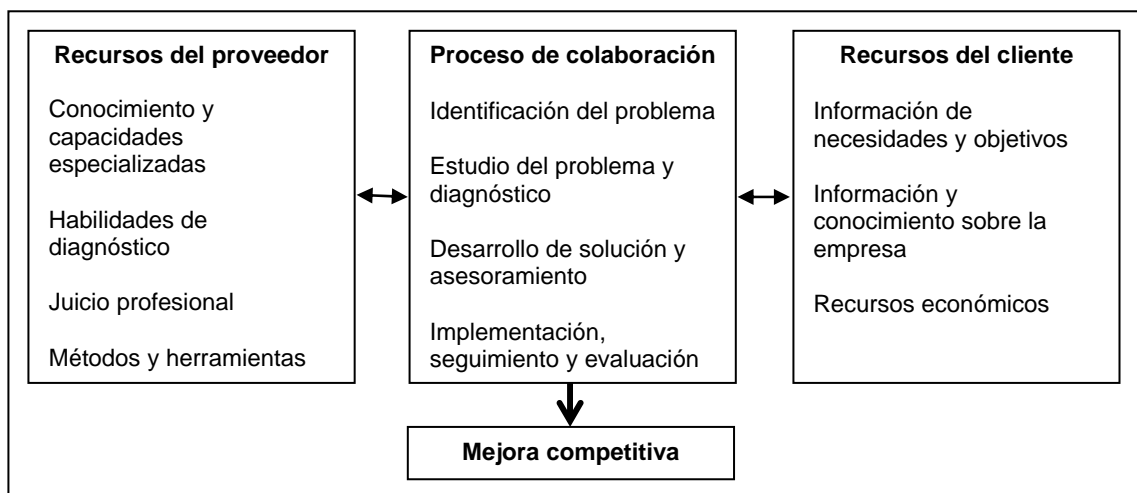 Recursos del proveedor
Conocimiento y
capacidades
especializadas
Habilidades de
diagnóstico
Juicio profesional
Métodos y herramientas
Proceso de colaboración
Identificación del problema
Estudio del problema y
diagnóstico
Desarrollo de solución y
asesoramiento
Implementación,
seguimiento y evaluación
Recursos del cliente
Información de
necesidades y objetivos
Información y
conocimiento sobre la
empresa
Recursos económicos
Mejora competitiva